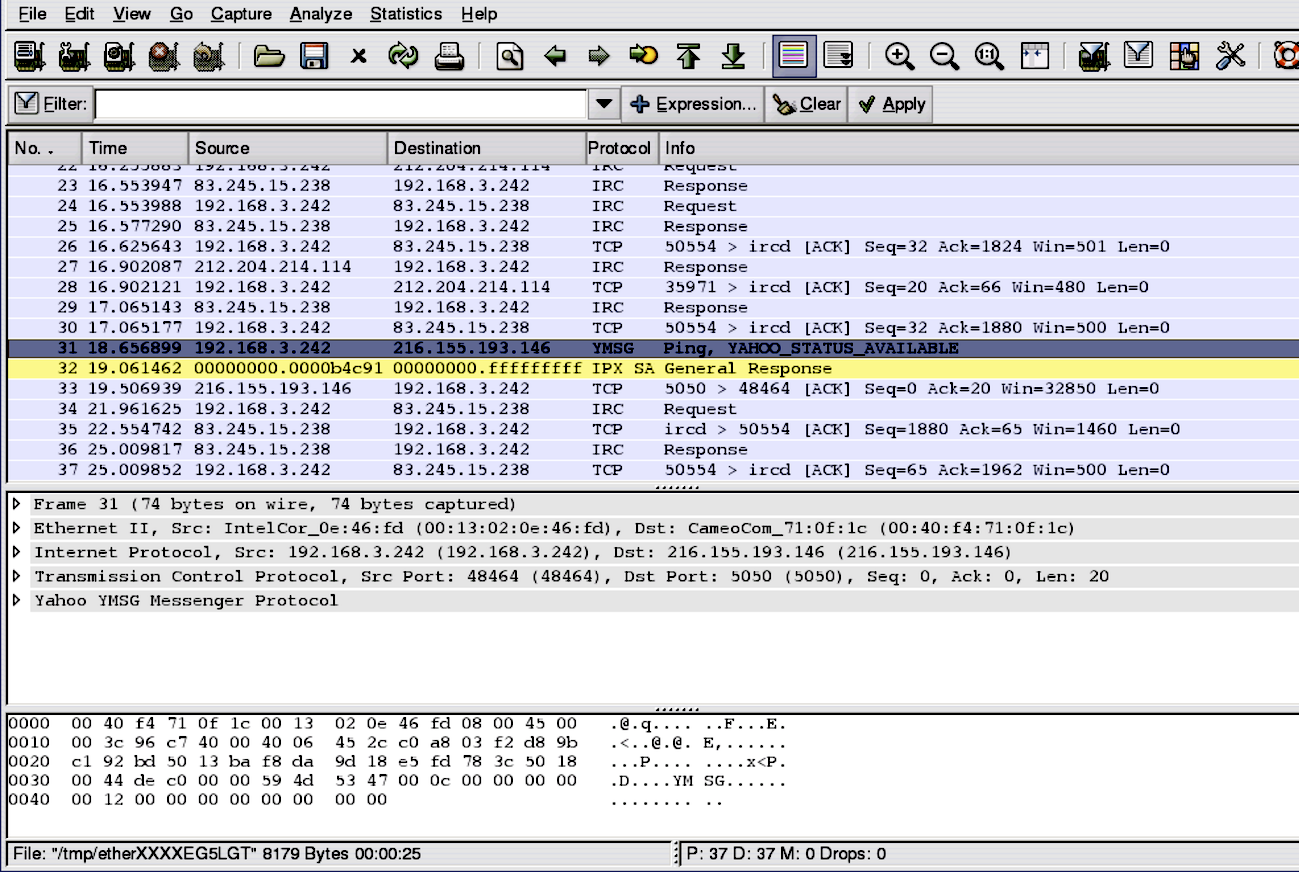 File Edit View Go Capture Analyze Statistics Help
Filter: Expression... Clear Apply
No. . Time Source Destination Protocol Info
22 16.255883 192.168.3.242 212.204.214.114 IRC Request
23 16.553947 83.245.15.238 192.168.3.242 IRC Response
24 16.553988 192.168.3.242 83.245.15.238 IRC Request
25 16.577290 83.245.15.238 192.168.3.242 IRC Response
26 16.625643 192.168.3.242 83.245.15.238 TCP 50554 > ircd [ACK] Seq=32 Ack=1824 Win=501 Len=0
27 16.902087 212.204.214.114 192.168.3.242 IRC Response
28 16.902121 192.168.3.242 212.204.214.114 TCP 35971 > ircd [ACK] Seq=20 Ack=66 Win=480 Len=0
29 17.065143 83.245.15.238 192.168.3.242 IRC Response
30 17.065177 192.168.3.242 83.245.15.238 TCP 50554 > ircd [ACK] Seq=32 Ack=1880 Win=500 Len=0
31 18.656899 192.168.3.242 216.155.193.146 YMSG Ping, YAHOO_STATUS_AVAILABLE
32 19.061462 00000000.0000b4c91 00000000.fffffffff IPX SA General Response
33 19.506939 216.155.193.146 192.168.3.242 TCP 5050 > 48464 [ACK] Seq=0 Ack=20 Win=32850 Len=0
34 21.961625 192.168.3.242 83.245.15.238 IRC Request
35 22.554742 83.245.15.238 192.168.3.242 TCP ircd > 50554 [ACK] Seq=1880 Ack=65 Win=1460 Len=0
36 25.009817 83.245.15.238 192.168.3.242 IRC Response
37 25.009852 192.168.3.242 83.245.15.238 TCP 50554 > ircd [ACK] Seq=65 Ack=1962 Win=500 Len=0
Frame 31 (74 bytes on wire, 74 bytes captured)
Ethernet II, Src: IntelCor_0e:46:fd (00:13:02:0e:46:fd), Dst: CameoCom_71:0f:1c (00:40:f4:71:0f:1c)
Internet Protocol, Src: 192.168.3.242 (192.168.3.242), Dst: 216.155.193.146 (216.155.193.146)
Transmission Control Protocol, Src Port: 48464 (48464), Dst Port: 5050 (5050), Seq: 0, Ack: 0, Len: 20
Yahoo YMSG Messenger Protocol
0000 00 40 f4 71 0f 1c 00 13 02 0e 46 fd 08 00 45 00 .@.q.... ..F...E.
0010 00 3c 96 c7 40 00 40 06 45 2c c0 a8 03 f2 d8 9b .<..@.@. E,......
0020 c1 92 bd 50 13 ba f8 da 9d 18 e5 fd 78 3c 50 18 ...P.... ....x<P.
0030 00 44 de c0 00 00 59 4d 53 47 00 0c 00 00 00 00 .D....YM SG......
0040 00 12 00 00 00 00 00 00 00 00 ........ ..
File: "/tmp/etherXXXXEG5LGT" 8179 Bytes 00:00:25 P: 37 D: 37 M: 0 Drops: 0